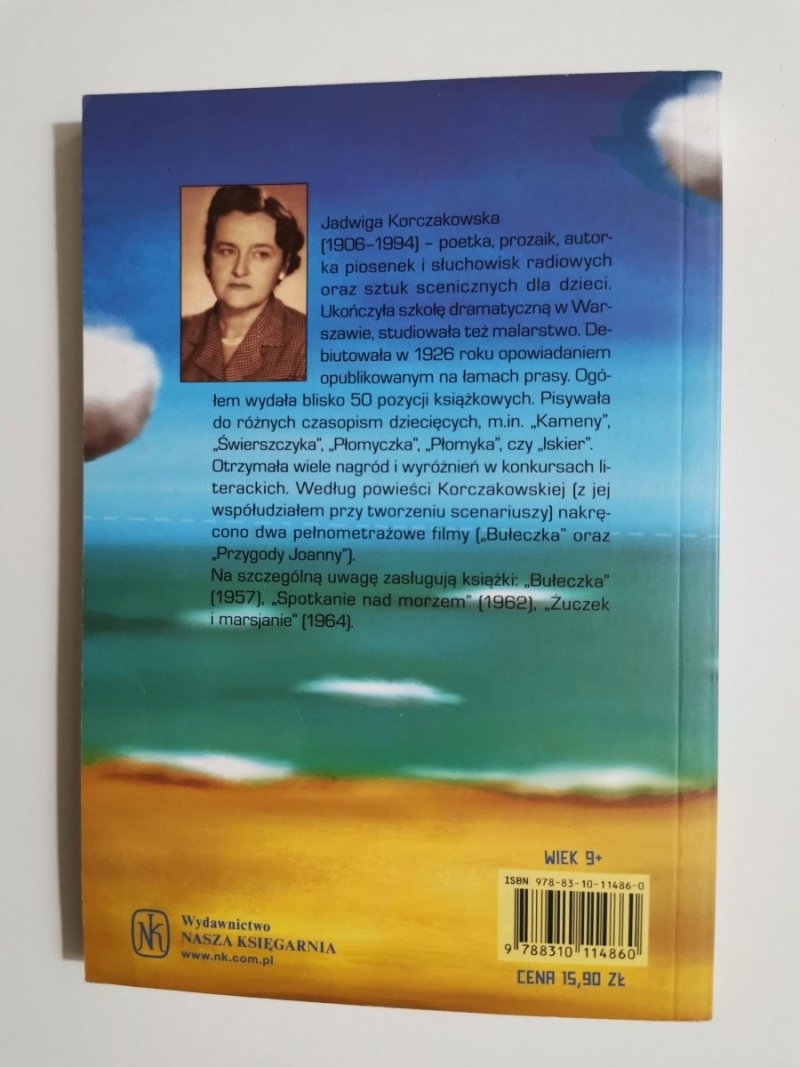 Jadwiga Korczakowska
(1906-1994) – poetka, prozaik, autor-
ka piosenek i słuchowisk radiowych
oraz sztuk scenicznych dla dzieci.
Ukończyła szkołę dramatyczną w War-
szawie, studiowała też malarstwo. De-
biutowała w 1926 roku opowiadaniem
opublikowanym na łamach prasy. Ogó-
łem wydała blisko 50 pozycji książkowych. Pisywała
do różnych czasopism dziecięcych, m.in. „Kameny”,
„Świerszczyka”, „Płomyczka”, „Płomyka”, czy „Iskier”.
Otrzymała wiele nagród i wyróżnień w konkursach li-
terackich. Według powieści Korczakowskiej (z jej
współudziałem przy tworzeniu scenariuszy) nakrę-
cono dwa pełnometrażowe filmy („Bułeczka” oraz
„Przygody Joanny”).
Na szczególną uwagę zasługują książki: „Bułeczka”
(1957), „Spotkanie nad morzem” (1962), „Żuczek
i marsjanie” (1964).
WIEK 9+
ISBN 978-83-10-11486-0
9 788310 114860
CENA 15,90 ZŁ
NK
Wydawnictwo
NASZA KSIĘGARNIA
www.nk.com.pl